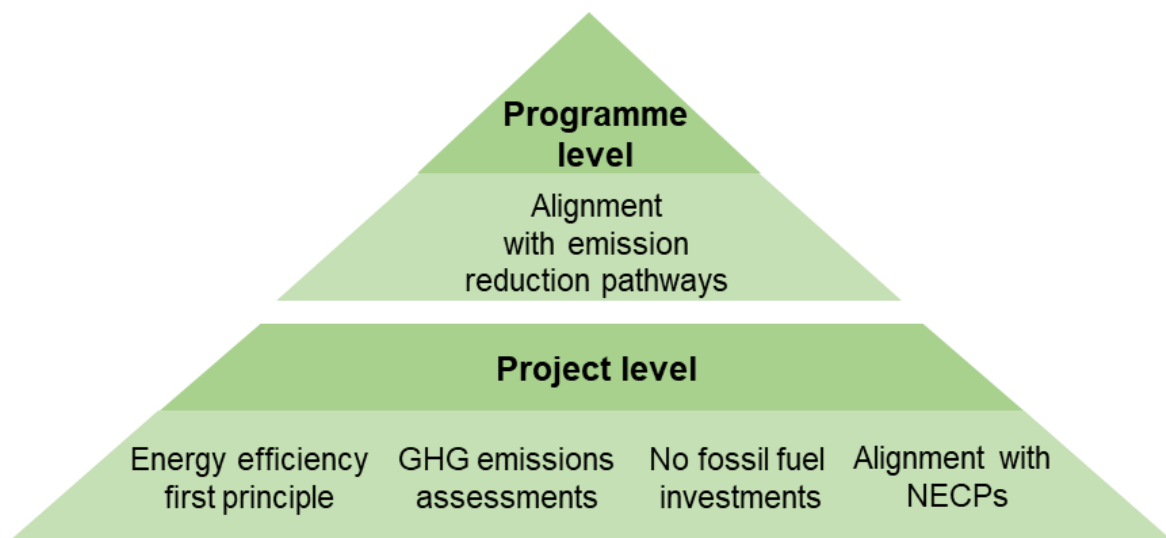 Programme
level
Alignment
with emission
reduction pathways
Project level
Energy efficiency
first principle
GHG emissions
assessments
No fossil fuel
investments
Alignment with
NECPs